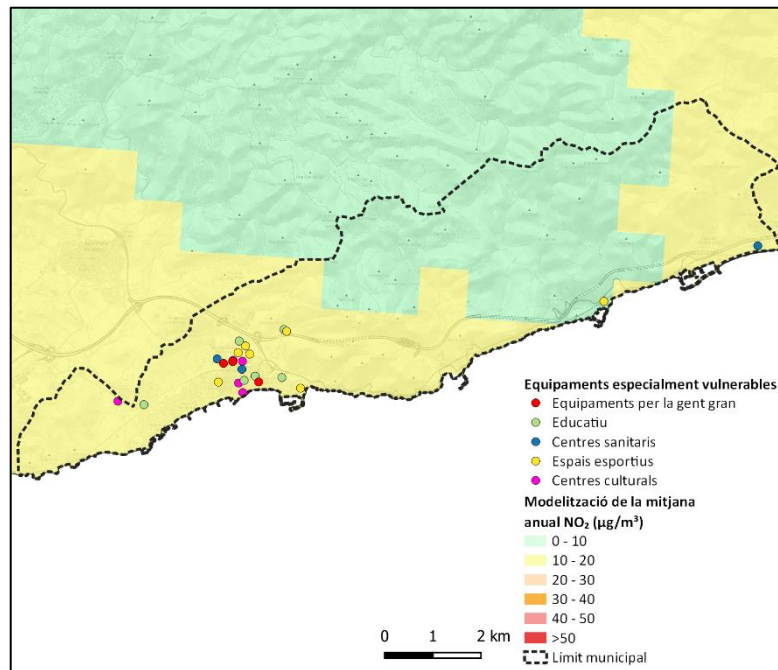 Equipaments especialment vulnerables
Equipaments per la gent gran
Educatiu
Centres sanitaris
Espais esportius
Centres culturals
Modelització de la mitjana
anual NO₂ (µg/m³)
0 - 10
10 - 20
20 - 30
30 - 40
40 - 50
>50
Límit municipal
0 1 2 km